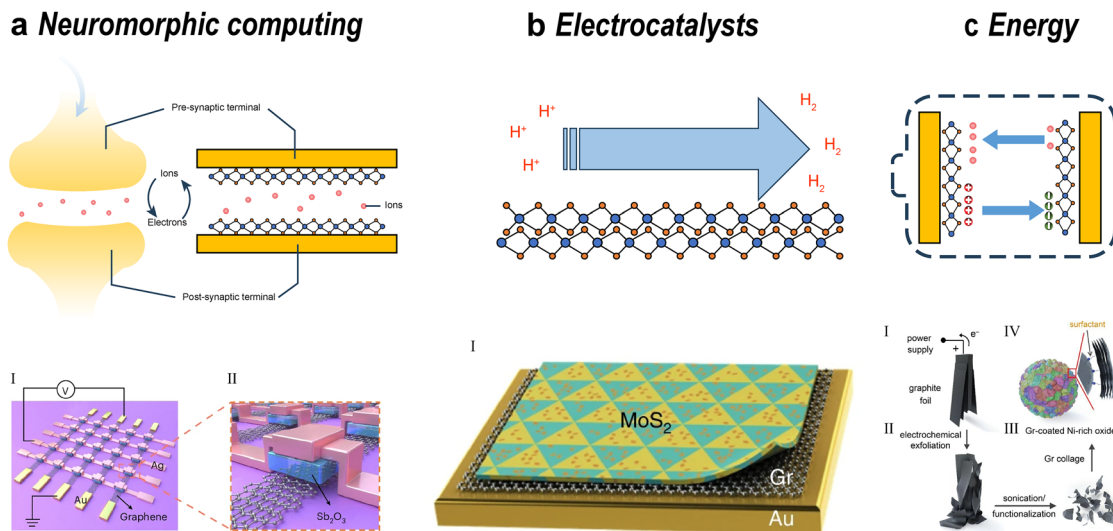 a Neuromorphic computing
Pre-synaptic terminal
Ions
Electrons
Ions
Post-synaptic terminal
I
V
Ag
Au
Graphene
II
Sb₂O₃
b Electrocatalysts
H⁺
H⁺
H⁺
H₂
H₂
H₂
I
MoS₂
Gr
Au
c Energy
I
power
supply
e⁻
+
graphite
foil
II
electrochemical
exfoliation
sonication/
functionalization
III
Gr collage
IV
surfactant
Gr-coated Ni-rich oxide